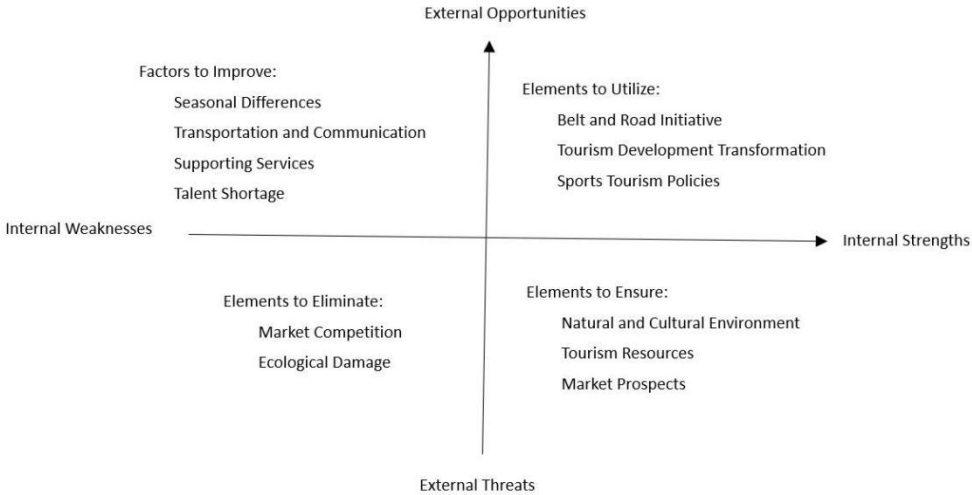 External Opportunities
Factors to Improve:
Seasonal Differences
Transportation and Communication
Supporting Services
Talent Shortage
Elements to Utilize:
Belt and Road Initiative
Tourism Development Transformation
Sports Tourism Policies
Internal Weaknesses
Internal Strengths
Elements to Eliminate:
Market Competition
Ecological Damage
Elements to Ensure:
Natural and Cultural Environment
Tourism Resources
Market Prospects
External Threats